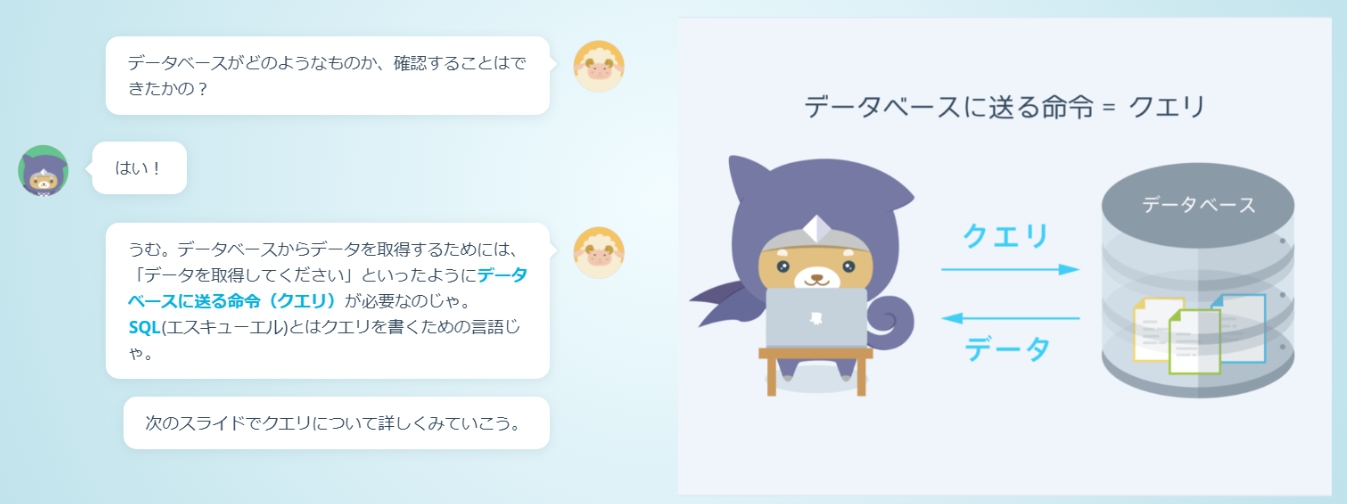 データベースがどのようなものか、確認することはで
きたかの？
はい！
うむ。データベースからデータを取得するためには、
「データを取得してください」といったようにデータ
ベースに送る命令（クエリ）が必要なのじゃ。
SQL(エスキューエル)とはクエリを書くための言語じ
ゃ。
次のスライドでクエリについて詳しくみていこう。
データベースに送る命令 = クエリ
データベース
クエリ
データ